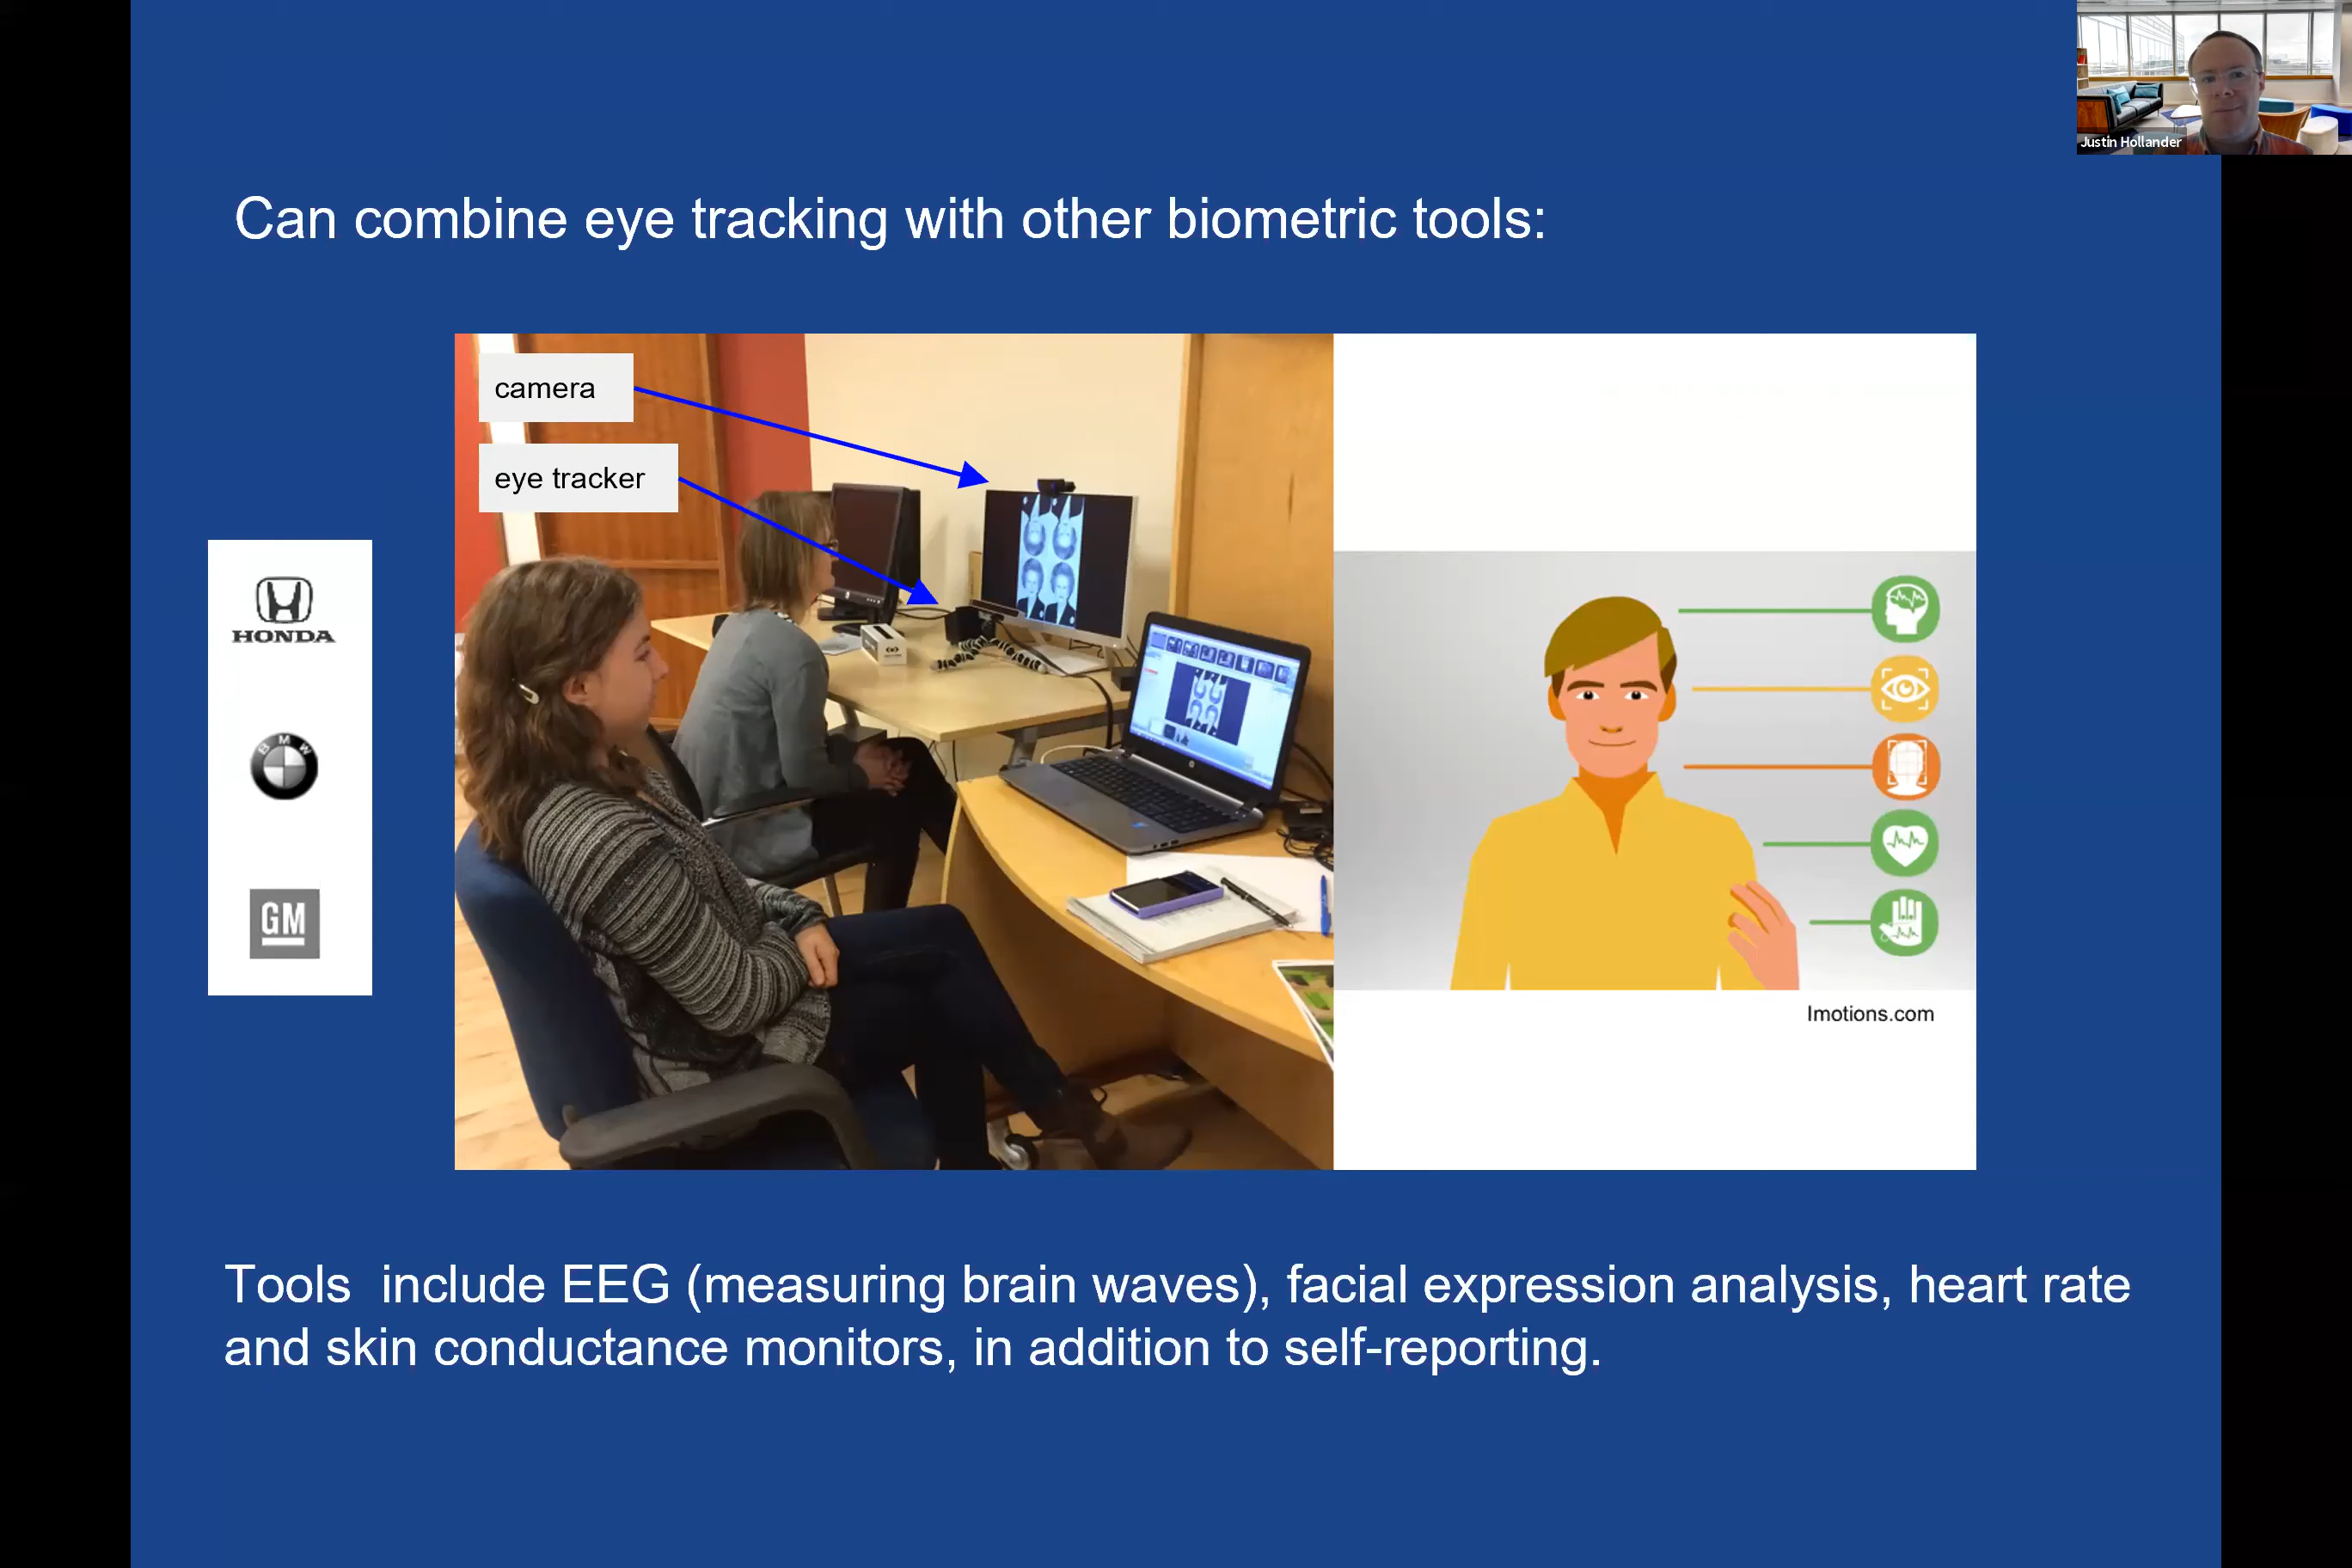 Justin Hollander
Can combine eye tracking with other biometric tools:
camera
eye tracker
HONDA
BMW
GM
Imotions.com
Tools include EEG (measuring brain waves), facial expression analysis, heart rate
and skin conductance monitors, in addition to self-reporting.